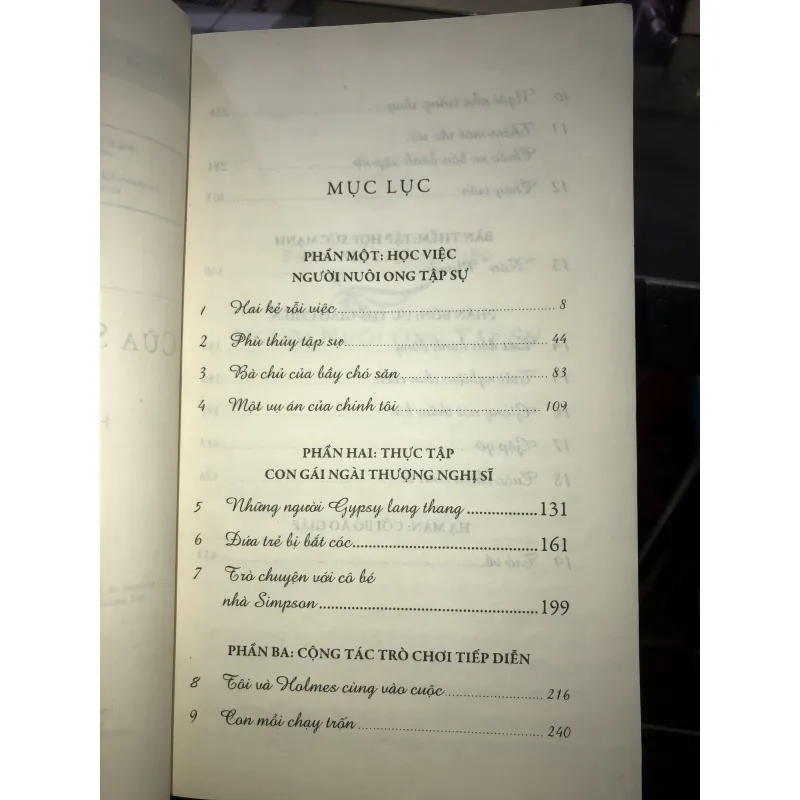 MỤC LỤC
PHẦN MỘT: HỌC VIỆC
NGƯỜI NUÔI ONG TẬP SỰ
1 Hai kẻ rỗi việc 8
2 Phù thủy tập sự 44
3 Bà chủ của bầy chó săn 83
4 Một vụ án của chính tôi 109
PHẦN HAI: THỰC TẬP
CON GÁI NGÀI THƯỢNG NGHỊ SĨ
5 Những người Gypsy lang thang 131
6 Đứa trẻ bị bắt cóc 161
7 Trò chuyện với cô bé
nhà Simpson 199
PHẦN BA: CỘNG TÁC TRÒ CHƠI TIẾP DIỄN
8 Tôi và Holmes cùng vào cuộc 216
9 Con mồi chạy trốn 240